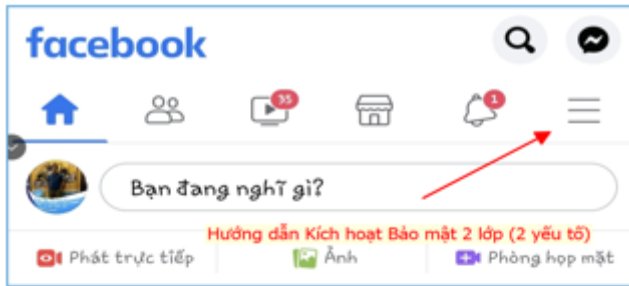 facebook
35
1
Bạn đang nghĩ gì?
Hướng dẫn Kích hoạt Bảo mật 2 lớp (2 yếu tố)
Phát trực tiếp Ảnh Phòng họp mặt